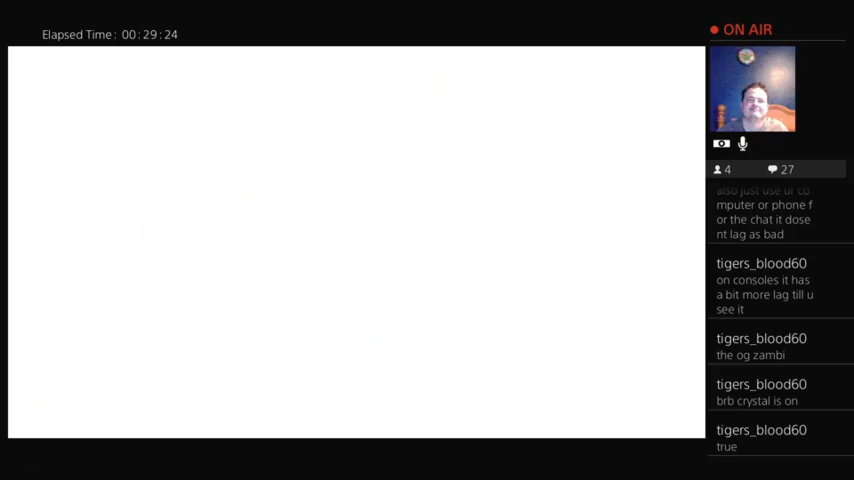 Elapsed Time: 00:29:24
ON AIR
4 27
also just use ur co
mputer or phone f
or the chat it dose
nt lag as bad
tigers_blood60
on consoles it has
a bit more lag till u
see it
tigers_blood60
the og zambi
tigers_blood60
brb crystal is on
tigers_blood60
true